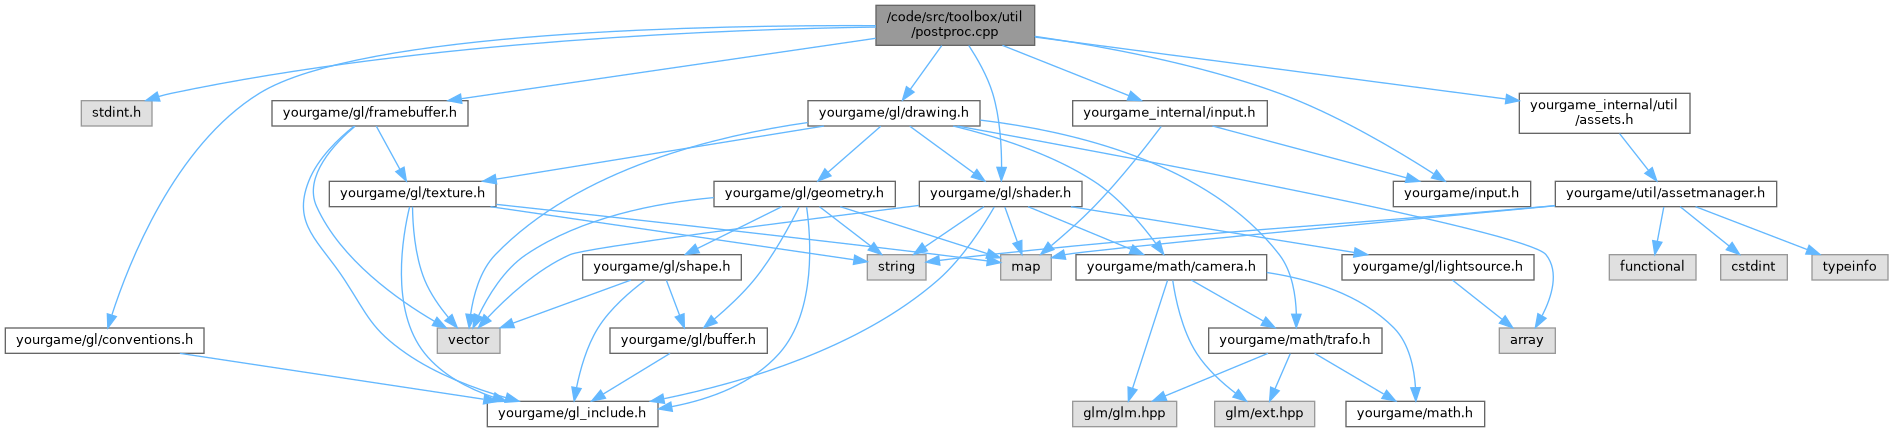 /code/src/toolbox/util
/postproc.cpp
stdint.h
yourgame/gl/framebuffer.h
yourgame/gl/drawing.h
yourgame_internal/input.h
yourgame_internal/util
/assets.h
yourgame/gl/texture.h
yourgame/gl/geometry.h
yourgame/gl/shader.h
yourgame/input.h
yourgame/util/assetmanager.h
yourgame/gl/shape.h
string
map
yourgame/math/camera.h
yourgame/gl/lightsource.h
functional
cstdint
typeinfo
yourgame/gl/conventions.h
vector
yourgame/gl/buffer.h
yourgame/math/trafo.h
array
yourgame/gl_include.h
glm/glm.hpp
glm/ext.hpp
yourgame/math.h